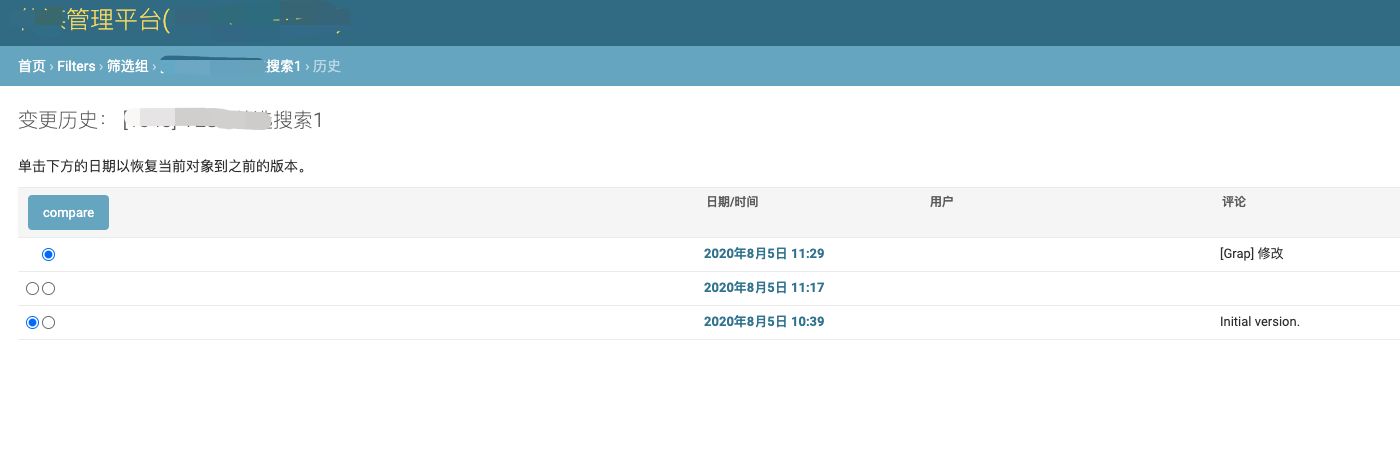 管理平台(
首页 › Filters › 筛选组 › 搜索1 › 历史
变更历史： [搜索1
单击下方的日期以恢复当前对象到之前的版本。
compare 日期/时间 用户 评论
2020年8月5日 11:29 [Grap] 修改
2020年8月5日 11:17
2020年8月5日 10:39 Initial version.